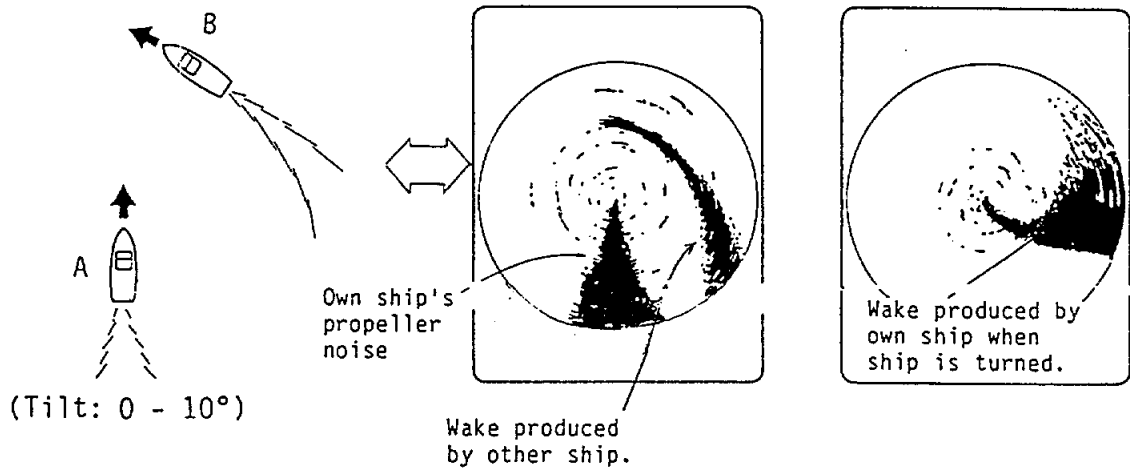 B
A
(Tilt: 0 - 10°)
Own ship's
propeller
noise
Wake produced
by other ship.
Wake produced by
own ship when
ship is turned.